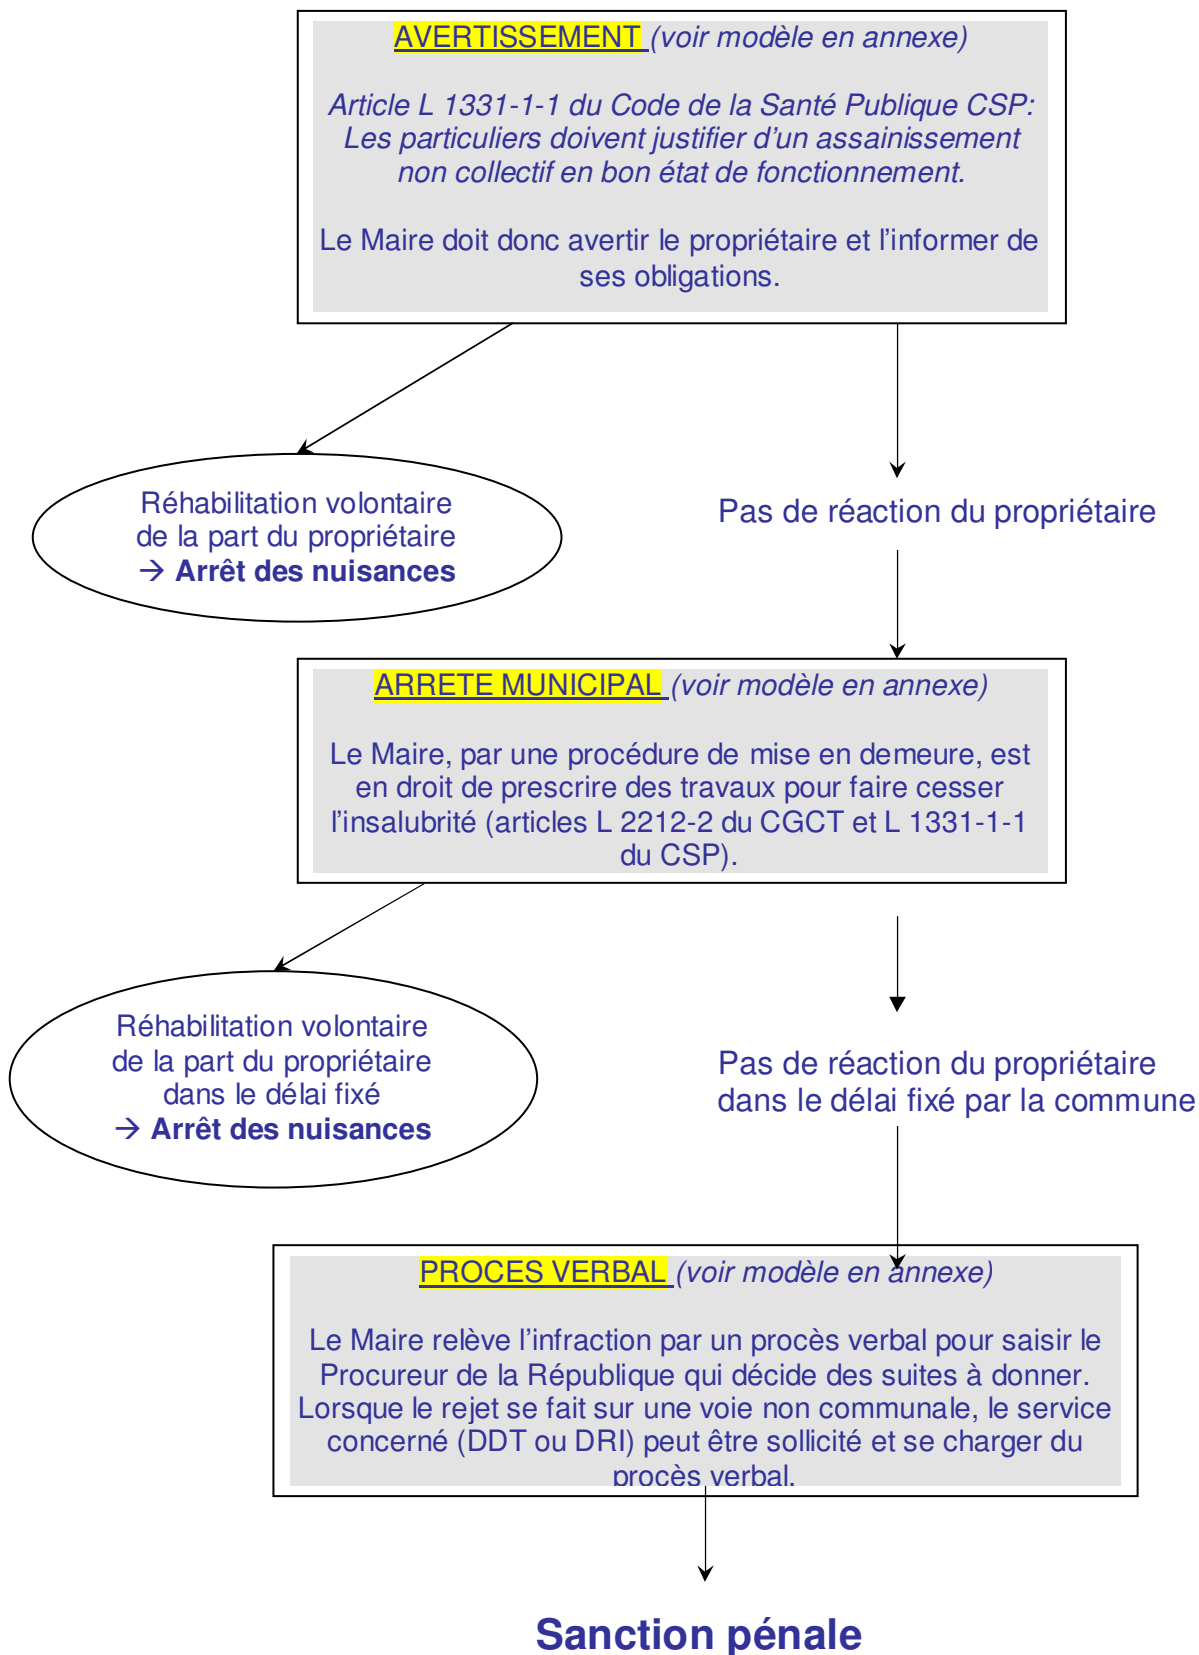 AVERTISSEMENT (voir modèle en annexe)
Article L 1331-1-1 du Code de la Santé Publique CSP:
Les particuliers doivent justifier d’un assainissement
non collectif en bon état de fonctionnement.
Le Maire doit donc avertir le propriétaire et l’informer de
ses obligations.
Réhabilitation volontaire
de la part du propriétaire
→ Arrêt des nuisances
Pas de réaction du propriétaire
ARRETE MUNICIPAL (voir modèle en annexe)
Le Maire, par une procédure de mise en demeure, est
en droit de prescrire des travaux pour faire cesser
l’insalubrité (articles L 2212-2 du CGCT et L 1331-1-1
du CSP).
Réhabilitation volontaire
de la part du propriétaire
dans le délai fixé
→ Arrêt des nuisances
Pas de réaction du propriétaire
dans le délai fixé par la commune
PROCES VERBAL (voir modèle en annexe)
Le Maire relève l’infraction par un procès verbal pour saisir le
Procureur de la République qui décide des suites à donner.
Lorsque le rejet se fait sur une voie non communale, le service
concerné (DDT ou DRI) peut être sollicité et se charger du
procès verbal.
Sanction pénale